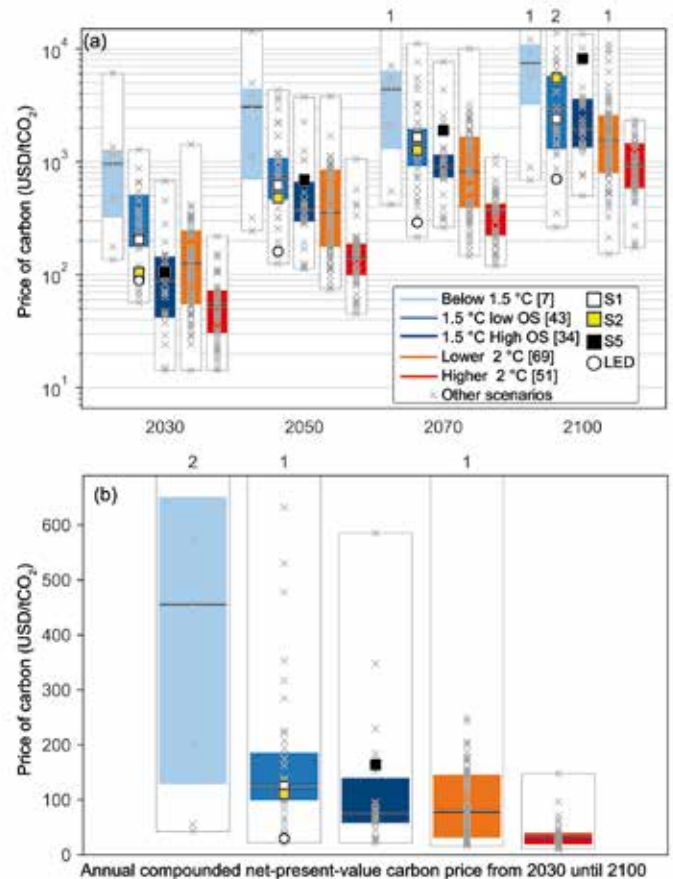 1
1 2 1
(a)
10⁴
10³
10²
10¹
Price of carbon (USD/tCO₂)
Below 1.5 °C [7]
1.5 °C low OS [43]
1.5 °C High OS [34]
Lower 2 °C [69]
Higher 2 °C [51]
× Other scenarios
S1
S2
S5
LED
2030 2050 2070 2100
2 1 1
(b)
600
500
400
300
200
100
0
Price of carbon (USD/tCO₂)
Annual compounded net-present-value carbon price from 2030 until 2100